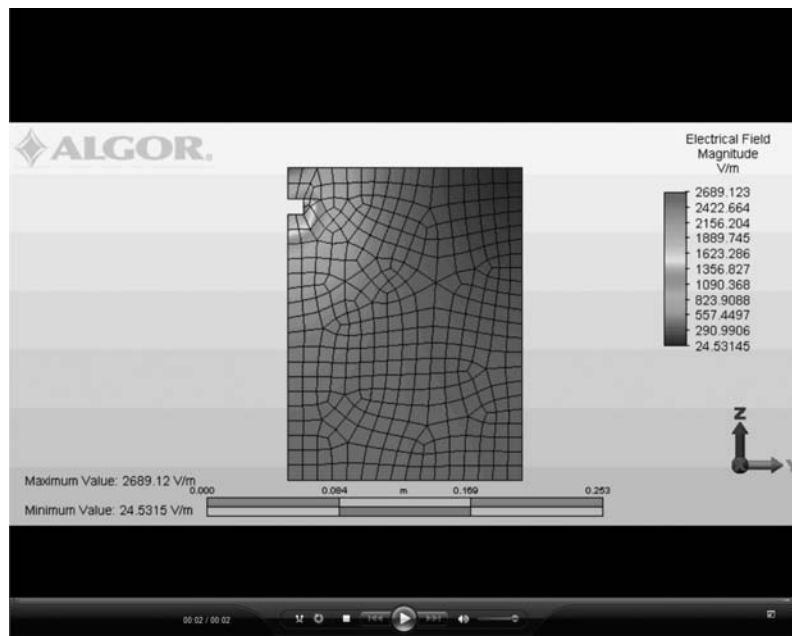 ALGOR.
Electrical Field
Magnitude
V/m
2689.123
2422.664
2156.204
1889.745
1623.286
1356.827
1090.368
823.9088
557.4497
290.9906
24.53145
Z
Y
Maximum Value: 2689.12 V/m
Minimum Value: 24.5315 V/m
0.000 0.084 m 0.169 0.253
00:02 / 00:02